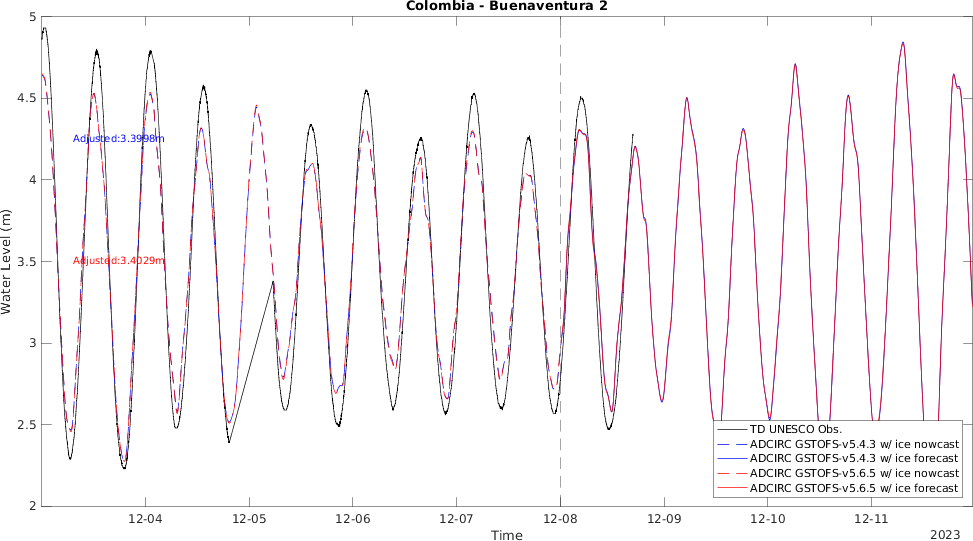 Colombia - Buenaventura 2
5
4.5
4
3.5
3
2.5
2
Water Level (m)
Adjusted:3.3998m
Adjusted:3.4029m
TD UNESCO Obs.
ADCIRC GSTOFS-v5.4.3 w/ ice nowcast
ADCIRC GSTOFS-v5.4.3 w/ ice forecast
ADCIRC GSTOFS-v5.6.5 w/ ice nowcast
ADCIRC GSTOFS-v5.6.5 w/ ice forecast
12-04 12-05 12-06 12-07 12-08 12-09 12-10 12-11
Time
2023